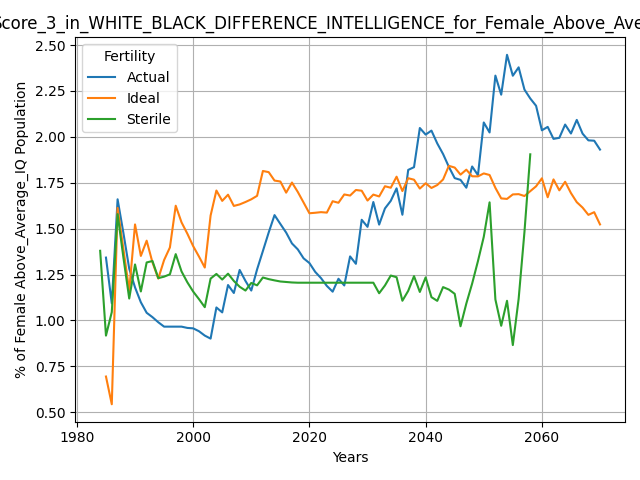 Score_3_in_WHITE_BLACK_DIFFERENCE_INTELLIGENCE_for_Female_Above_Ave
Fertility
Actual
Ideal
Sterile
% of Female Above_Average_IQ Population
2.50
2.25
2.00
1.75
1.50
1.25
1.00
0.75
0.50
1980
2000
2020
2040
2060
Years